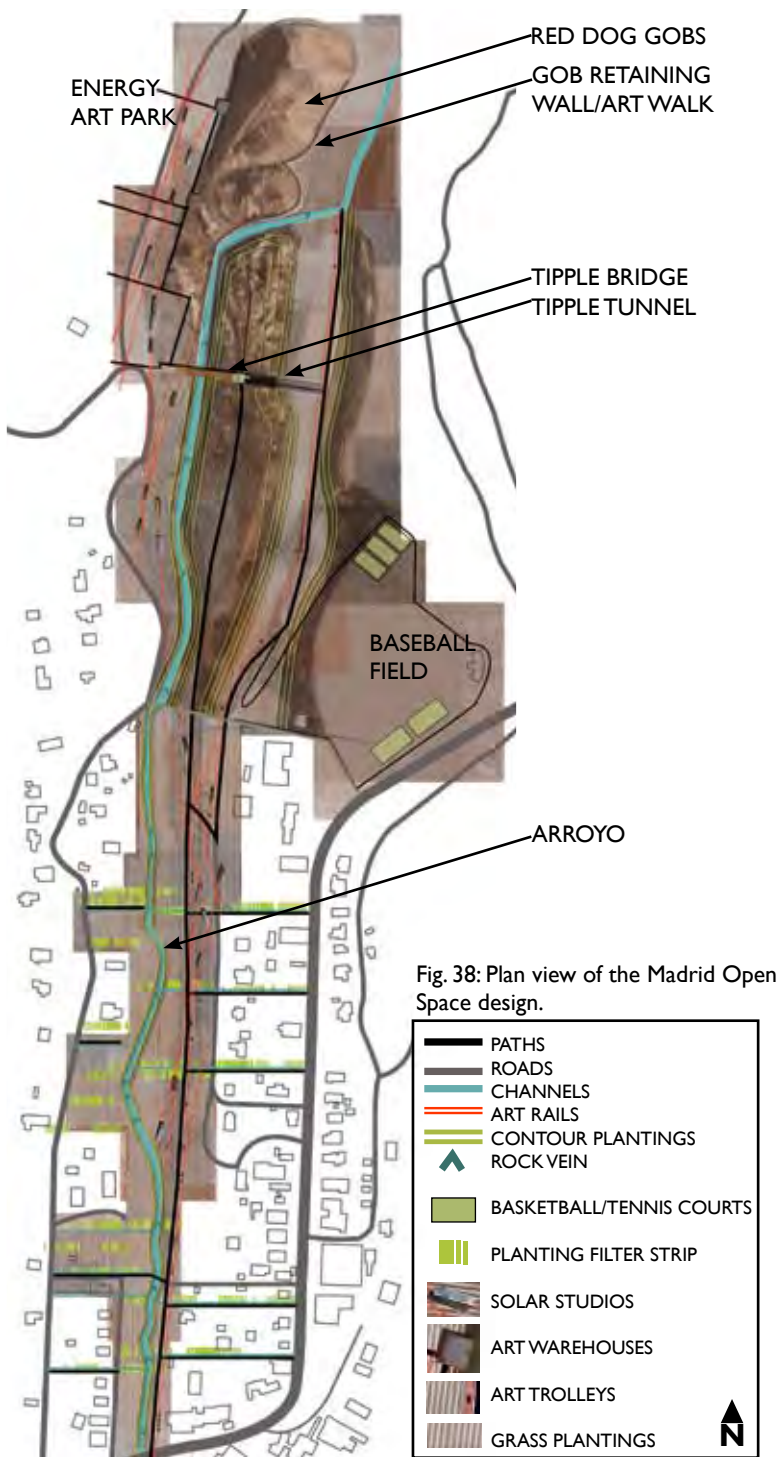 RED DOG GOBS
GOB RETAINING
WALL/ART WALK
ENERGY
ART PARK
TIPPLE BRIDGE
TIPPLE TUNNEL
BASEBALL
FIELD
ARROYO
Fig. 38: Plan view of the Madrid Open
Space design.
PATHS
ROADS
CHANNELS
ART RAILS
CONTOUR PLANTINGS
ROCK VEIN
BASKETBALL/TENNIS COURTS
PLANTING FILTER STRIP
SOLAR STUDIOS
ART WAREHOUSES
ART TROLLEYS
GRASS PLANTINGS
N